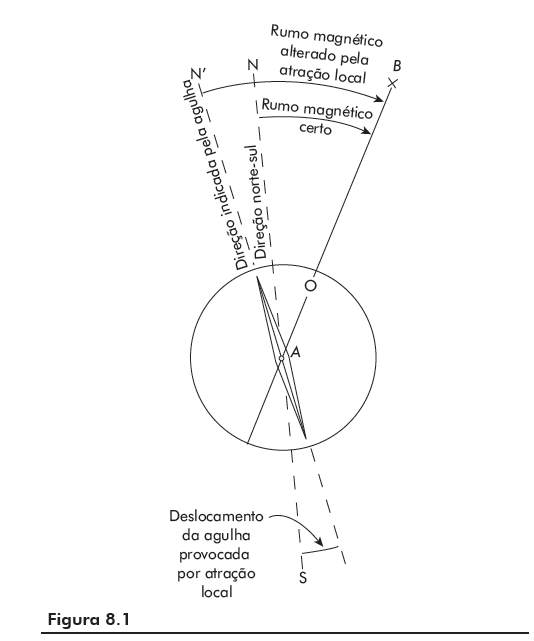 Rumo magnético
alterado pela
atração local
B
N'
N
Rumo magnético
certo
Direção indicada pela agulha
Direção norte-sul
O
A
Deslocamento
da agulha
provocada
por atração
local
S
Figura 8.1